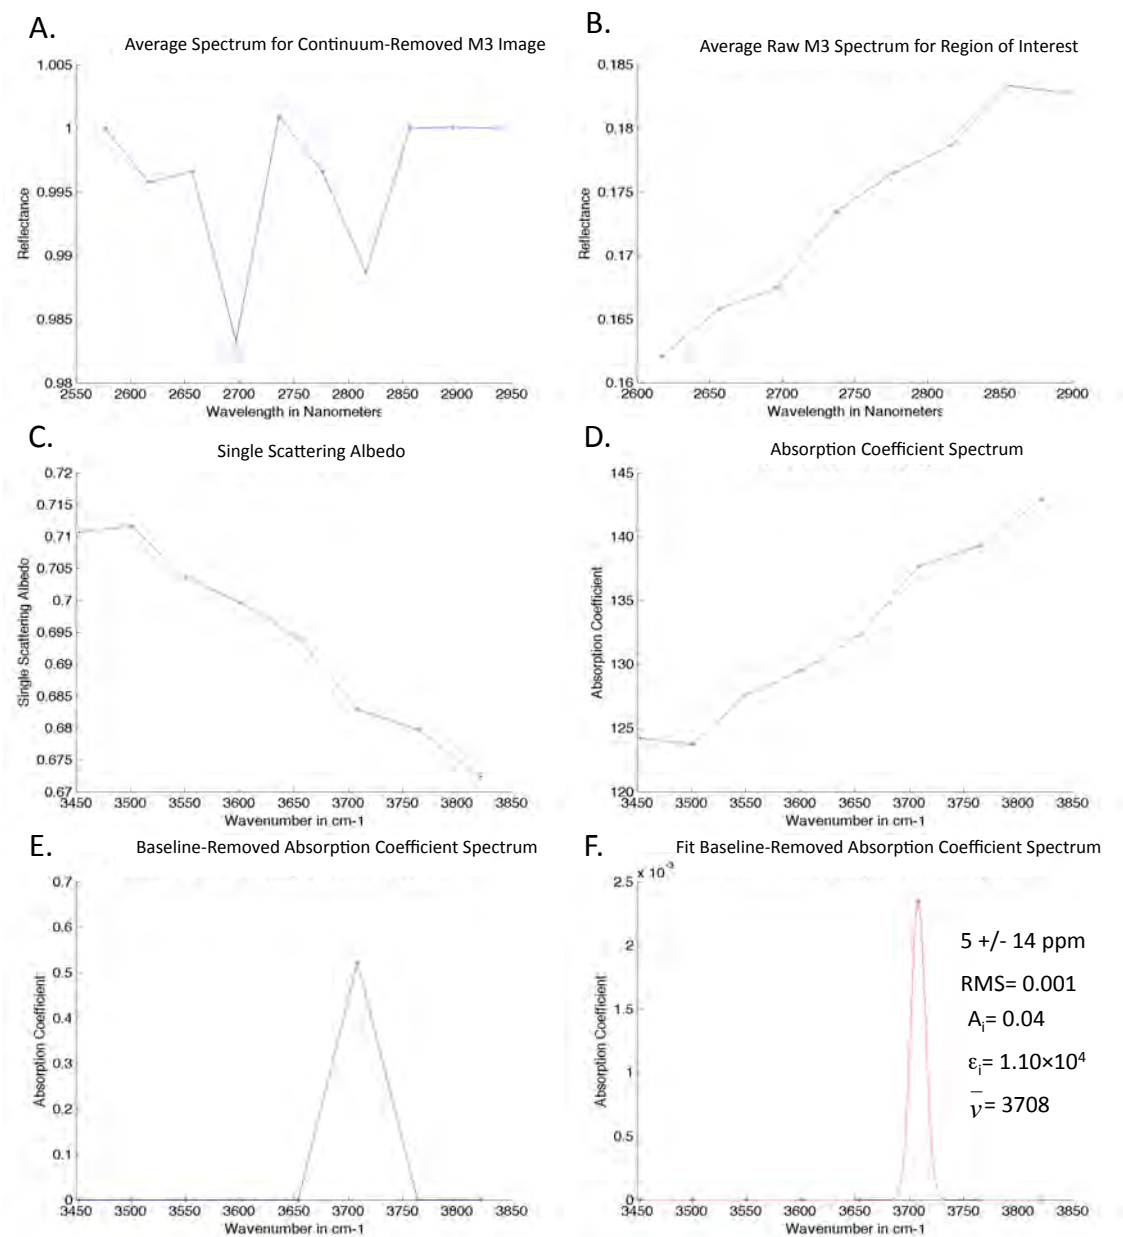 A.
Average Spectrum for Continuum-Removed M3 Image
1.005
1
0.995
0.99
0.985
0.98
Reflectance
2550 2600 2650 2700 2750 2800 2850 2900 2950
Wavelength in Nanometers
B.
Average Raw M3 Spectrum for Region of Interest
0.185
0.18
0.175
0.17
0.165
0.16
Reflectance
2600 2650 2700 2750 2800 2850 2900
Wavelength in Nanometers
C.
Single Scattering Albedo
0.72
0.715
0.71
0.705
0.7
0.695
0.69
0.685
0.68
0.675
0.67
Single Scattering Albedo
3450 3500 3550 3600 3650 3700 3750 3800 3850
Wavenumber in cm-1
D.
Absorption Coefficient Spectrum
145
140
135
130
125
120
Absorption Coefficient
3450 3500 3550 3600 3650 3700 3750 3800 3850
Wavenumber in cm-1
E.
Baseline-Removed Absorption Coefficient Spectrum
0.7
0.6
0.5
0.4
0.3
0.2
0.1
0
Absorption Coefficient
3450 3500 3550 3600 3650 3700 3750 3800 3850
Wavenumber in cm-1
F.
Fit Baseline-Removed Absorption Coefficient Spectrum
x 10⁻³
2.5
2
1.5
1
0.5
0
Absorption Coefficient
3450 3500 3550 3600 3650 3700 3750 3800 3850
Wavenumber in cm-1
5 +/- 14 ppm
RMS= 0.001
Aᵢ= 0.04
εᵢ= 1.10×10⁴
v̅= 3708